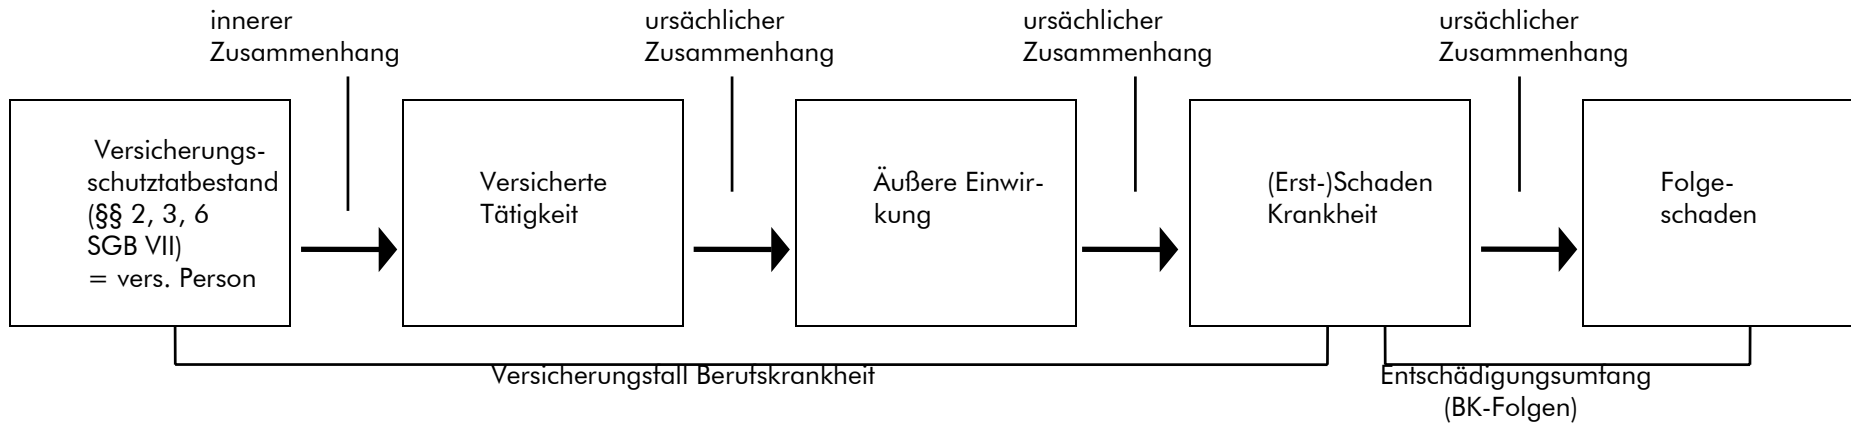 innerer
Zusammenhang
ursächlicher
Zusammenhang
ursächlicher
Zusammenhang
ursächlicher
Zusammenhang
Versicherungs-
schutztatbestand
(§§ 2, 3, 6
SGB VII)
= vers. Person
Versicherte
Tätigkeit
Äußere Einwir-
kung
(Erst-)Schaden
Krankheit
Folge-
schaden
Versicherungsfall Berufskrankheit
Entschädigungsumfang
(BK-Folgen)